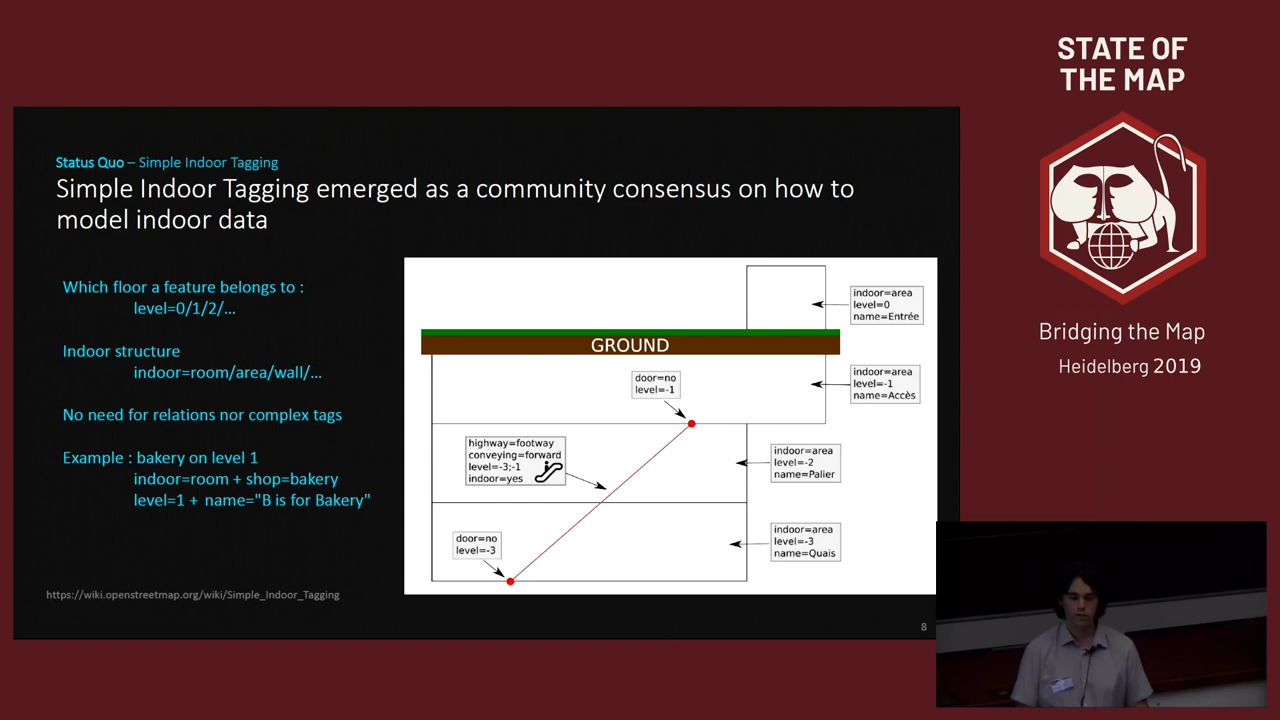 STATE OF
THE MAP
Bridging the Map
Heidelberg 2019
Status Quo – Simple Indoor Tagging
Simple Indoor Tagging emerged as a community consensus on how to
model indoor data
Which floor a feature belongs to :
level=0/1/2/...
Indoor structure
indoor=room/area/wall/...
No need for relations nor complex tags
Example : bakery on level 1
indoor=room + shop=bakery
level=1 + name="B is for Bakery"
indoor=area
level=0
name=Entrée
GROUND
door=no
level=-1
indoor=area
level=-1
name=Accès
highway=footway
conveying=forward
level=-3;-1
indoor=yes
indoor=area
level=-2
name=Palier
door=no
level=-3
indoor=area
level=-3
name=Quais
https://wiki.openstreetmap.org/wiki/Simple_Indoor_Tagging
8